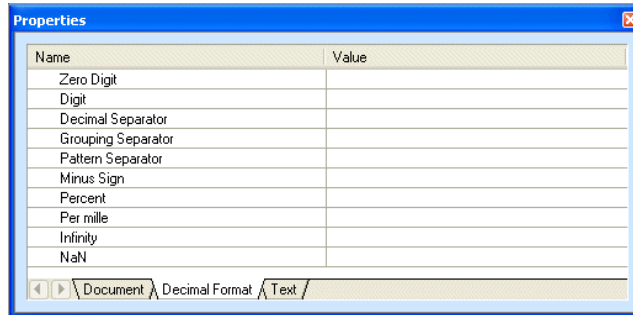 Properties
Name Value
Zero Digit
Digit
Decimal Separator
Grouping Separator
Pattern Separator
Minus Sign
Percent
Per mille
Infinity
NaN
Document Decimal Format Text